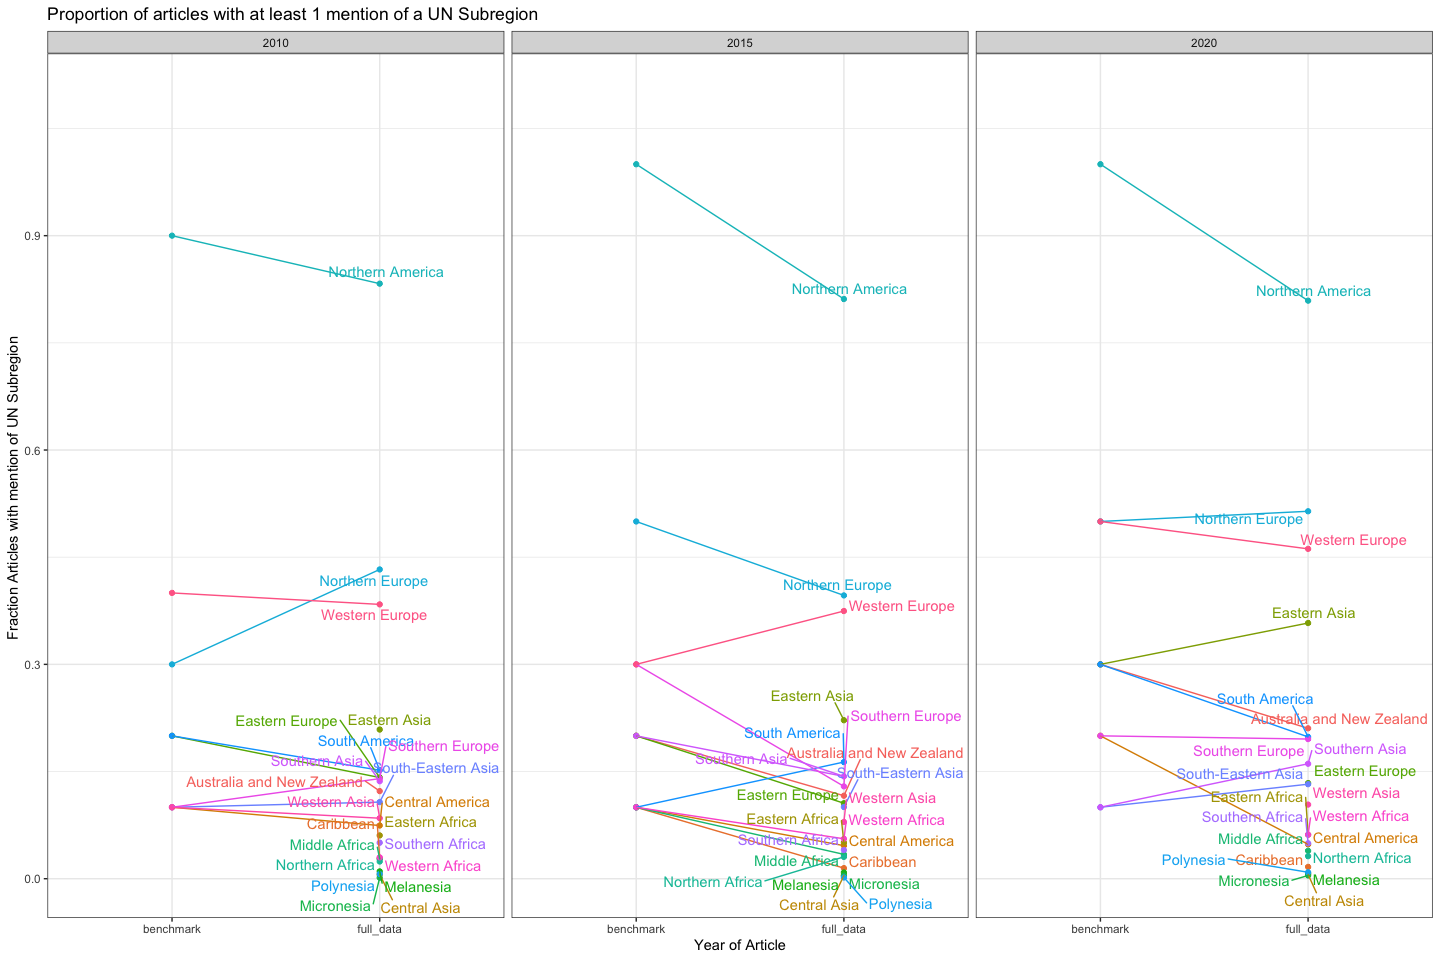 Proportion of articles with at least 1 mention of a UN Subregion
2010
2015
2020
Fraction Articles with mention of UN Subregion
0.9
0.6
0.3
0.0
Northern America
Northern Europe
Western Europe
Eastern Europe
Eastern Asia
South America
Southern Europe
Southern Asia
South-Eastern Asia
Australia and New Zealand
Western Asia
Central America
Caribbean
Eastern Africa
Middle Africa
Southern Africa
Northern Africa
Western Africa
Polynesia
Melanesia
Micronesia
Central Asia
Northern America
Northern Europe
Western Europe
Eastern Asia
Southern Europe
South America
Australia and New Zealand
Southern Asia
South-Eastern Asia
Eastern Europe
Western Asia
Eastern Africa
Western Africa
Southern Africa
Central America
Middle Africa
Caribbean
Northern Africa
Melanesia
Micronesia
Central Asia
Polynesia
Northern America
Northern Europe
Western Europe
Eastern Asia
South America
Australia and New Zealand
Southern Europe
Southern Asia
South-Eastern Asia
Eastern Europe
Eastern Africa
Western Asia
Southern Africa
Western Africa
Middle Africa
Central America
Polynesia
Caribbean
Northern Africa
Micronesia
Melanesia
Central Asia
benchmark
full_data
benchmark
full_data
benchmark
full_data
Year of Article